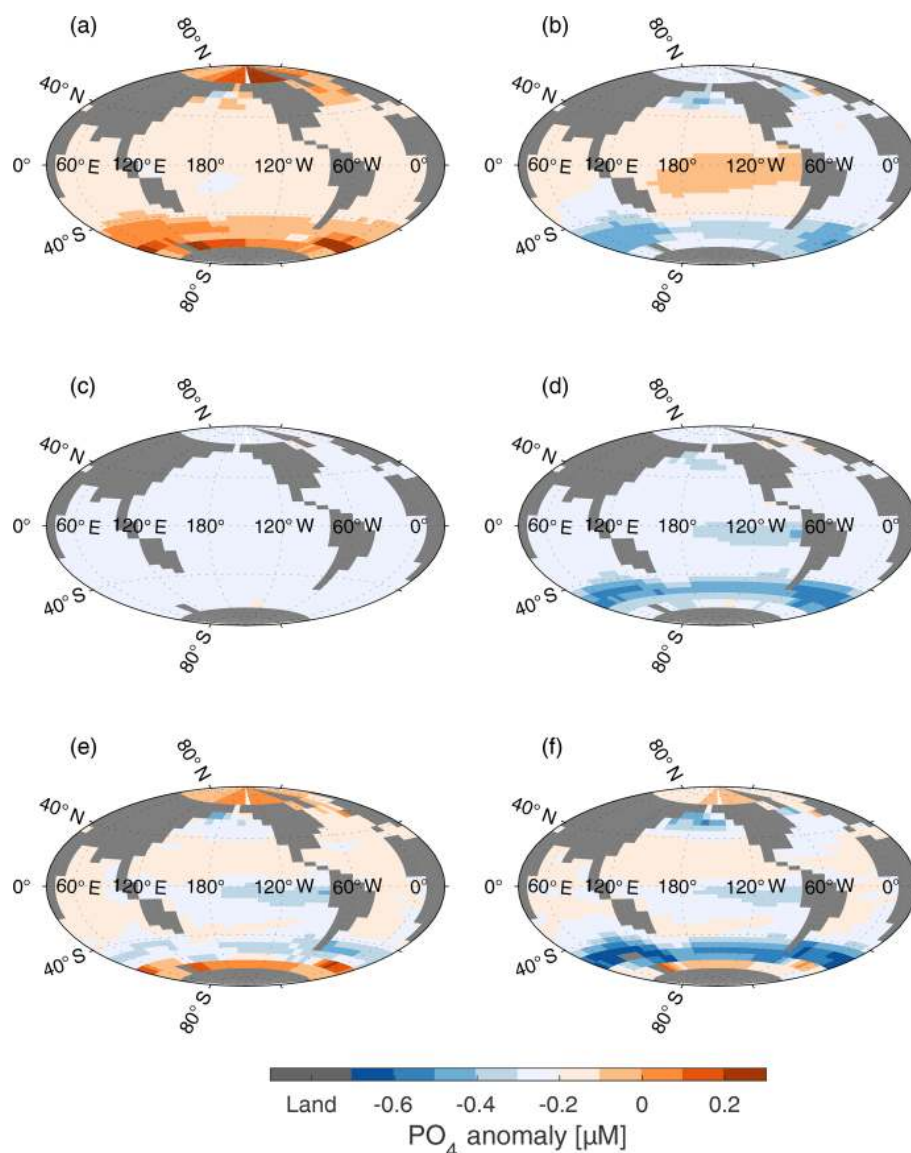 (a) (b)
80°N 80°N
40°N 40°N
0° 60°E 120°E 180° 120°W 60°W 0° 0° 60°E 120°E 180° 120°W 60°W 0°
40°S 40°S
80°S 80°S
(c) (d)
80°N 80°N
40°N 40°N
0° 60°E 120°E 180° 120°W 60°W 0° 0° 60°E 120°E 180° 120°W 60°W 0°
40°S 40°S
80°S 80°S
(e) (f)
80°N 80°N
40°N 40°N
0° 60°E 120°E 180° 120°W 60°W 0° 0° 60°E 120°E 180° 120°W 60°W 0°
40°S 40°S
80°S 80°S
Land -0.6 -0.4 -0.2 0 0.2
PO₄ anomaly [μM]